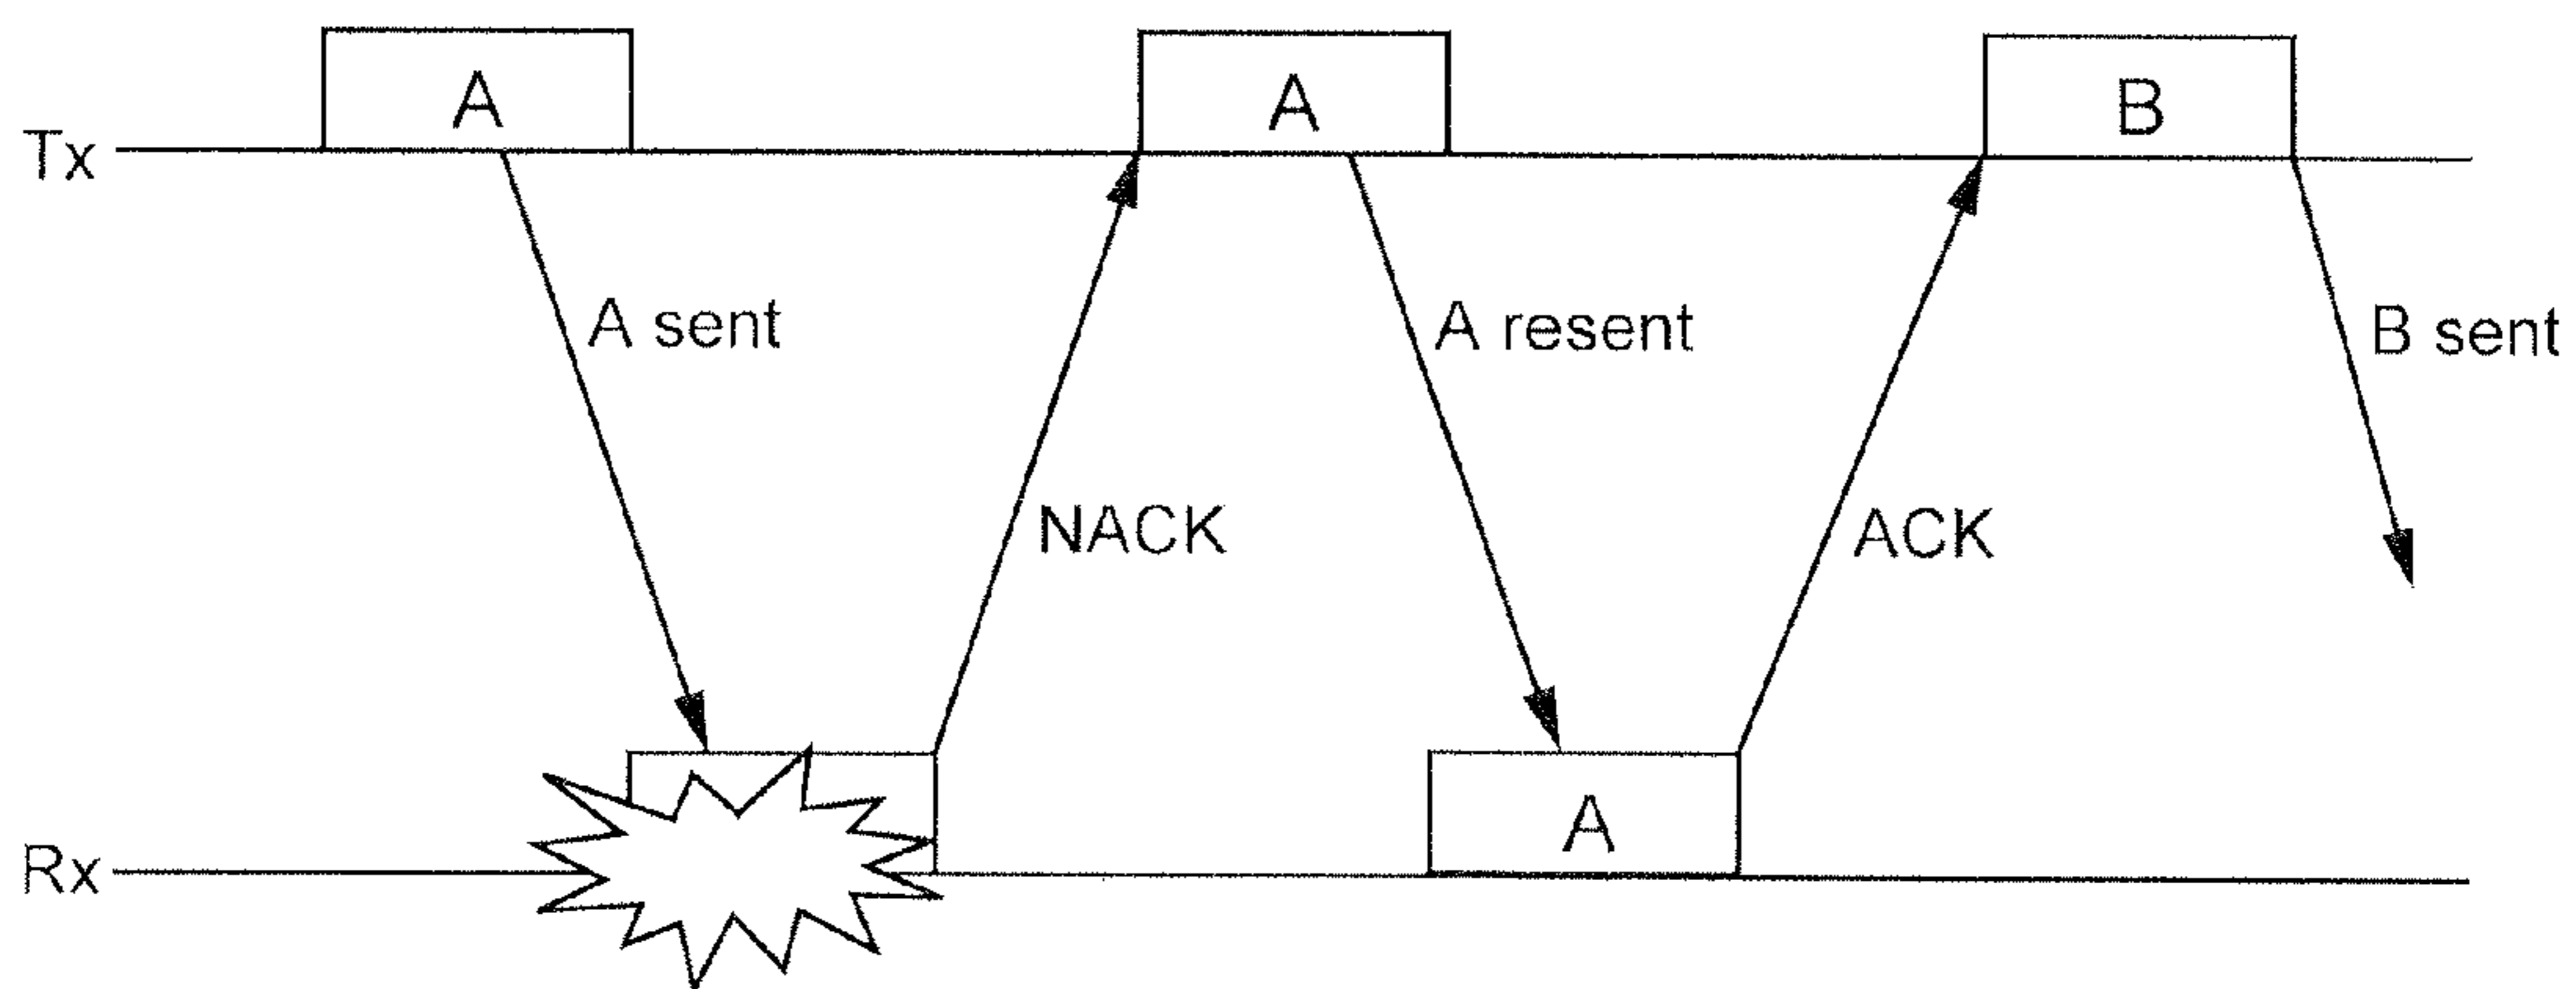 A
A
B
Tx
A sent
A resent
B sent
NACK
ACK
A
Rx